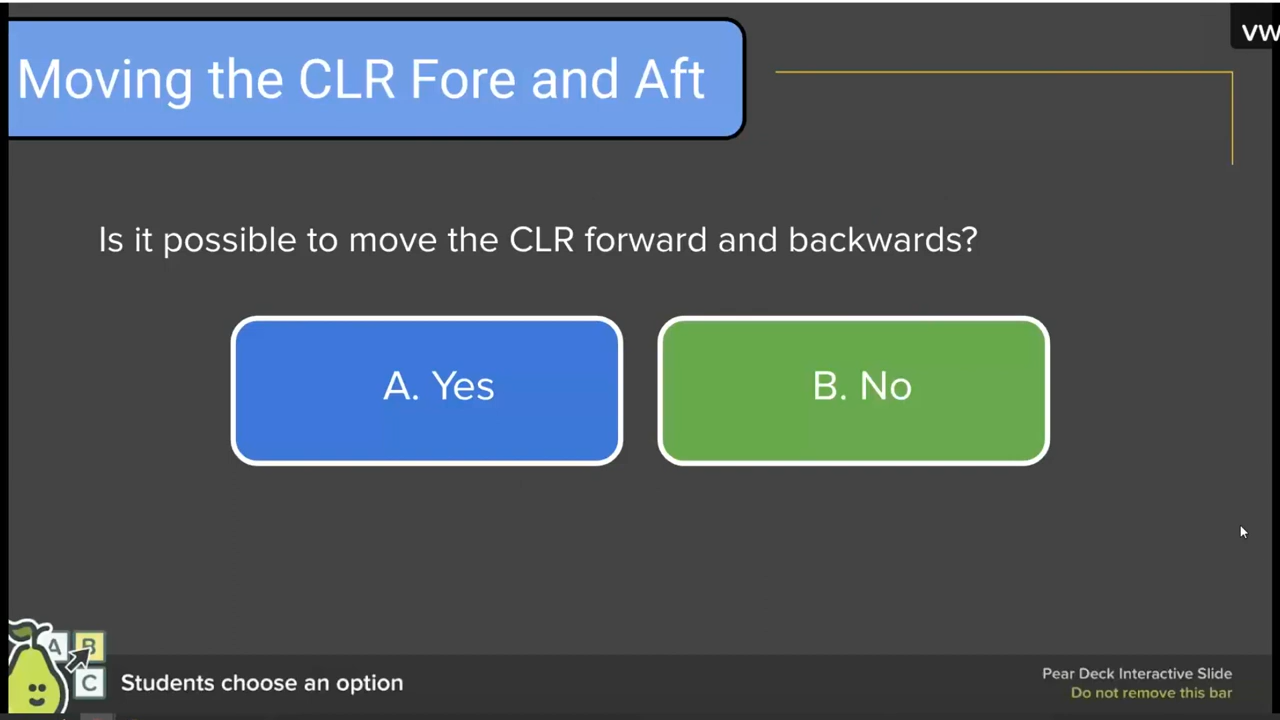 Moving the CLR Fore and Aft
VW
Is it possible to move the CLR forward and backwards?
A. Yes
B. No
A B
C
Students choose an option
Pear Deck Interactive Slide
Do not remove this bar